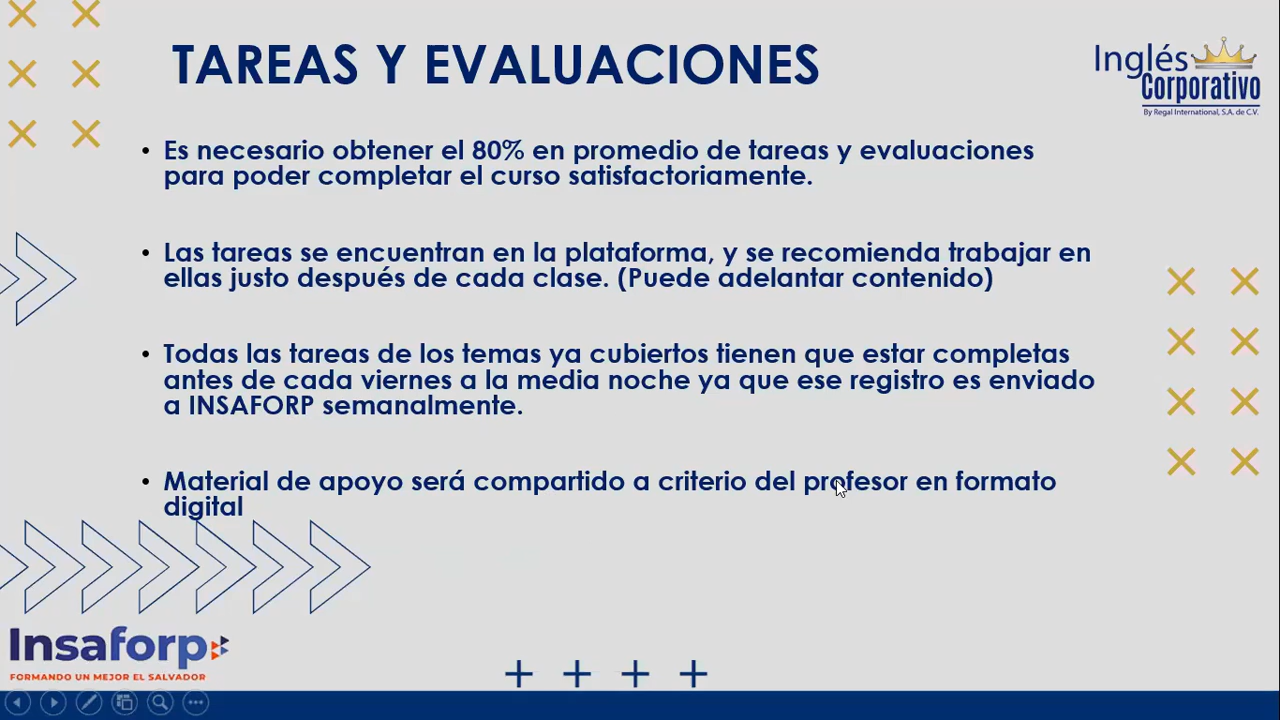 TAREAS Y EVALUACIONES
Inglés
Corporativo
By Regal International, S.A. de C.V.
• Es necesario obtener el 80% en promedio de tareas y evaluaciones
para poder completar el curso satisfactoriamente.
• Las tareas se encuentran en la plataforma, y se recomienda trabajar en
ellas justo después de cada clase. (Puede adelantar contenido)
• Todas las tareas de los temas ya cubiertos tienen que estar completas
antes de cada viernes a la media noche ya que ese registro es enviado
a INSAFORP semanalmente.
• Material de apoyo será compartido a criterio del profesor en formato
digital
Insaforp
FORMANDO UN MEJOR EL SALVADOR